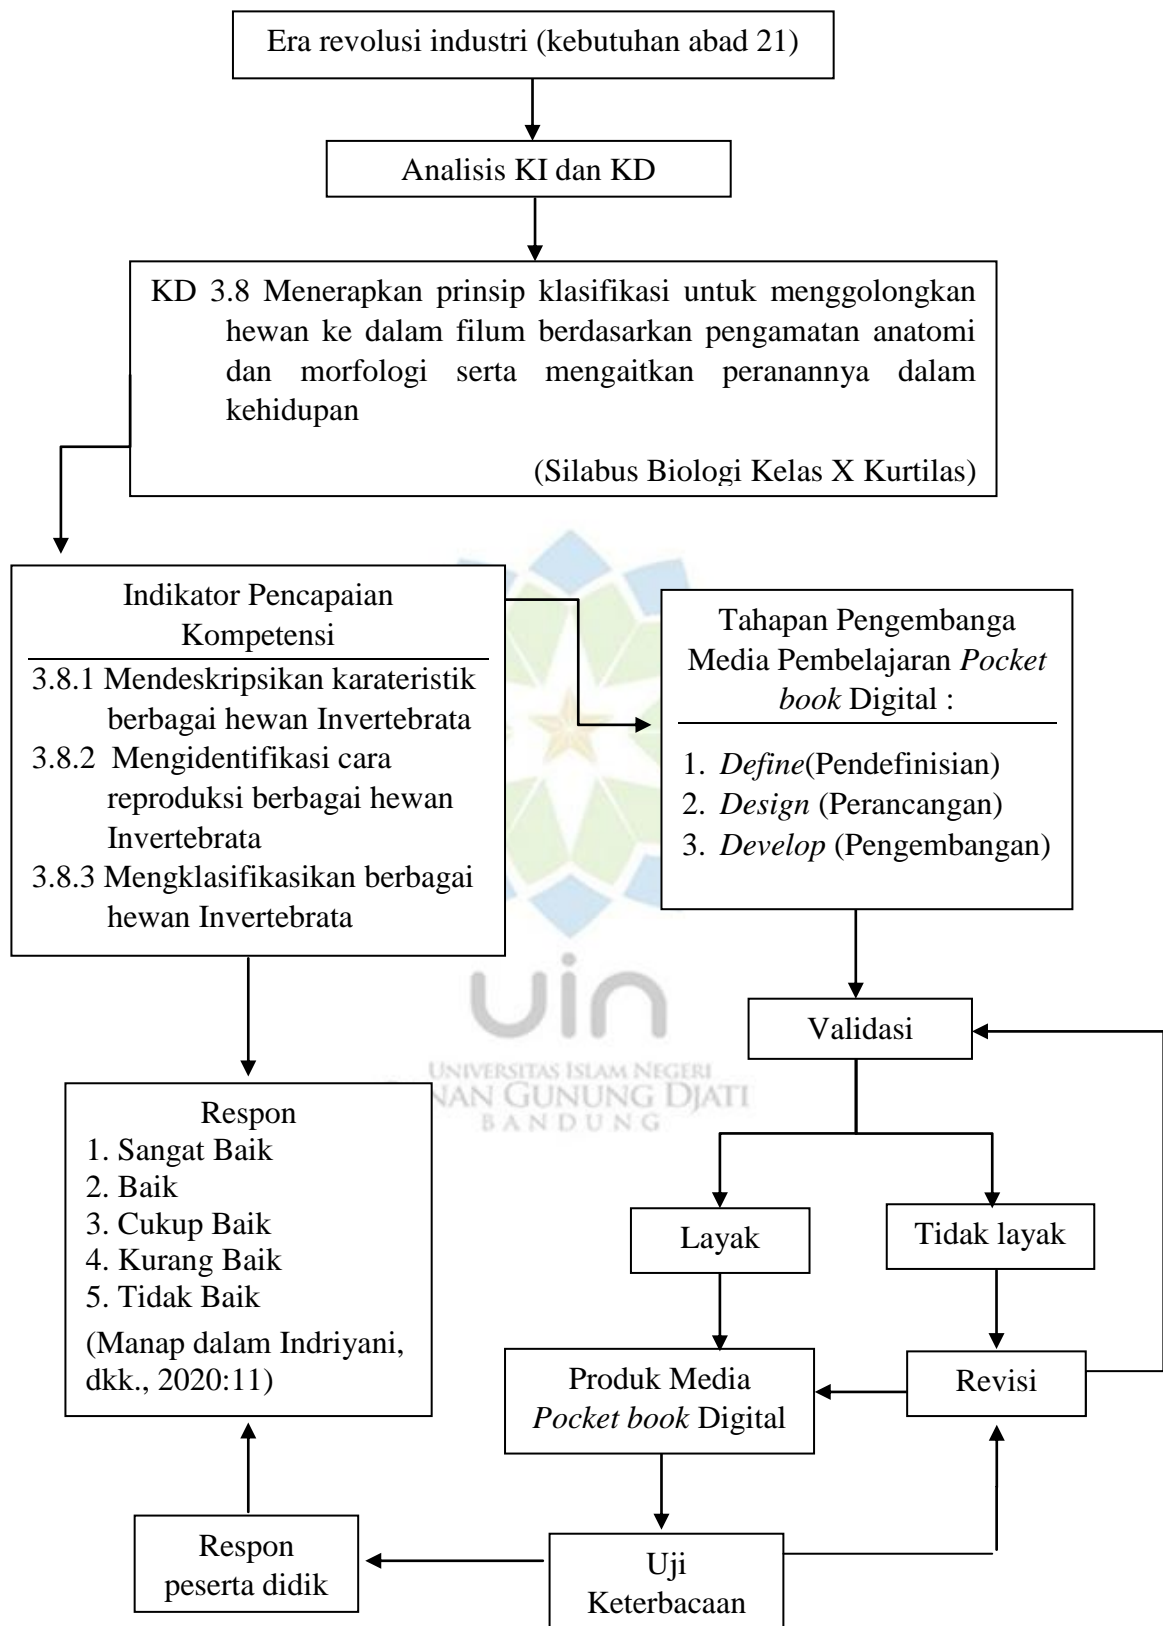 Era revolusi industri (kebutuhan abad 21)
Analisis KI dan KD
KD 3.8 Menerapkan prinsip klasifikasi untuk menggolongkan
hewan ke dalam filum berdasarkan pengamatan anatomi
dan morfologi serta mengaitkan peranannya dalam
kehidupan
(Silabus Biologi Kelas X Kurtilas)
Indikator Pencapaian
Kompetensi
3.8.1 Mendeskripsikan karateristik
berbagai hewan Invertebrata
3.8.2 Mengidentifikasi cara
reproduksi berbagai hewan
Invertebrata
3.8.3 Mengklasifikasikan berbagai
hewan Invertebrata
Tahapan Pengembanga
Media Pembelajaran Pocket
book Digital :
1. Define(Pendefinisian)
2. Design (Perancangan)
3. Develop (Pengembangan)
uin
UNIVERSITAS ISLAM NEGERI
NAN GUNUNG DJATI
BANDUNG
Validasi
Respon
1. Sangat Baik
2. Baik
3. Cukup Baik
4. Kurang Baik
5. Tidak Baik
(Manap dalam Indriyani,
dkk., 2020:11)
Layak
Tidak layak
Produk Media
Pocket book Digital
Revisi
Respon
peserta didik
Uji
Keterbacaan